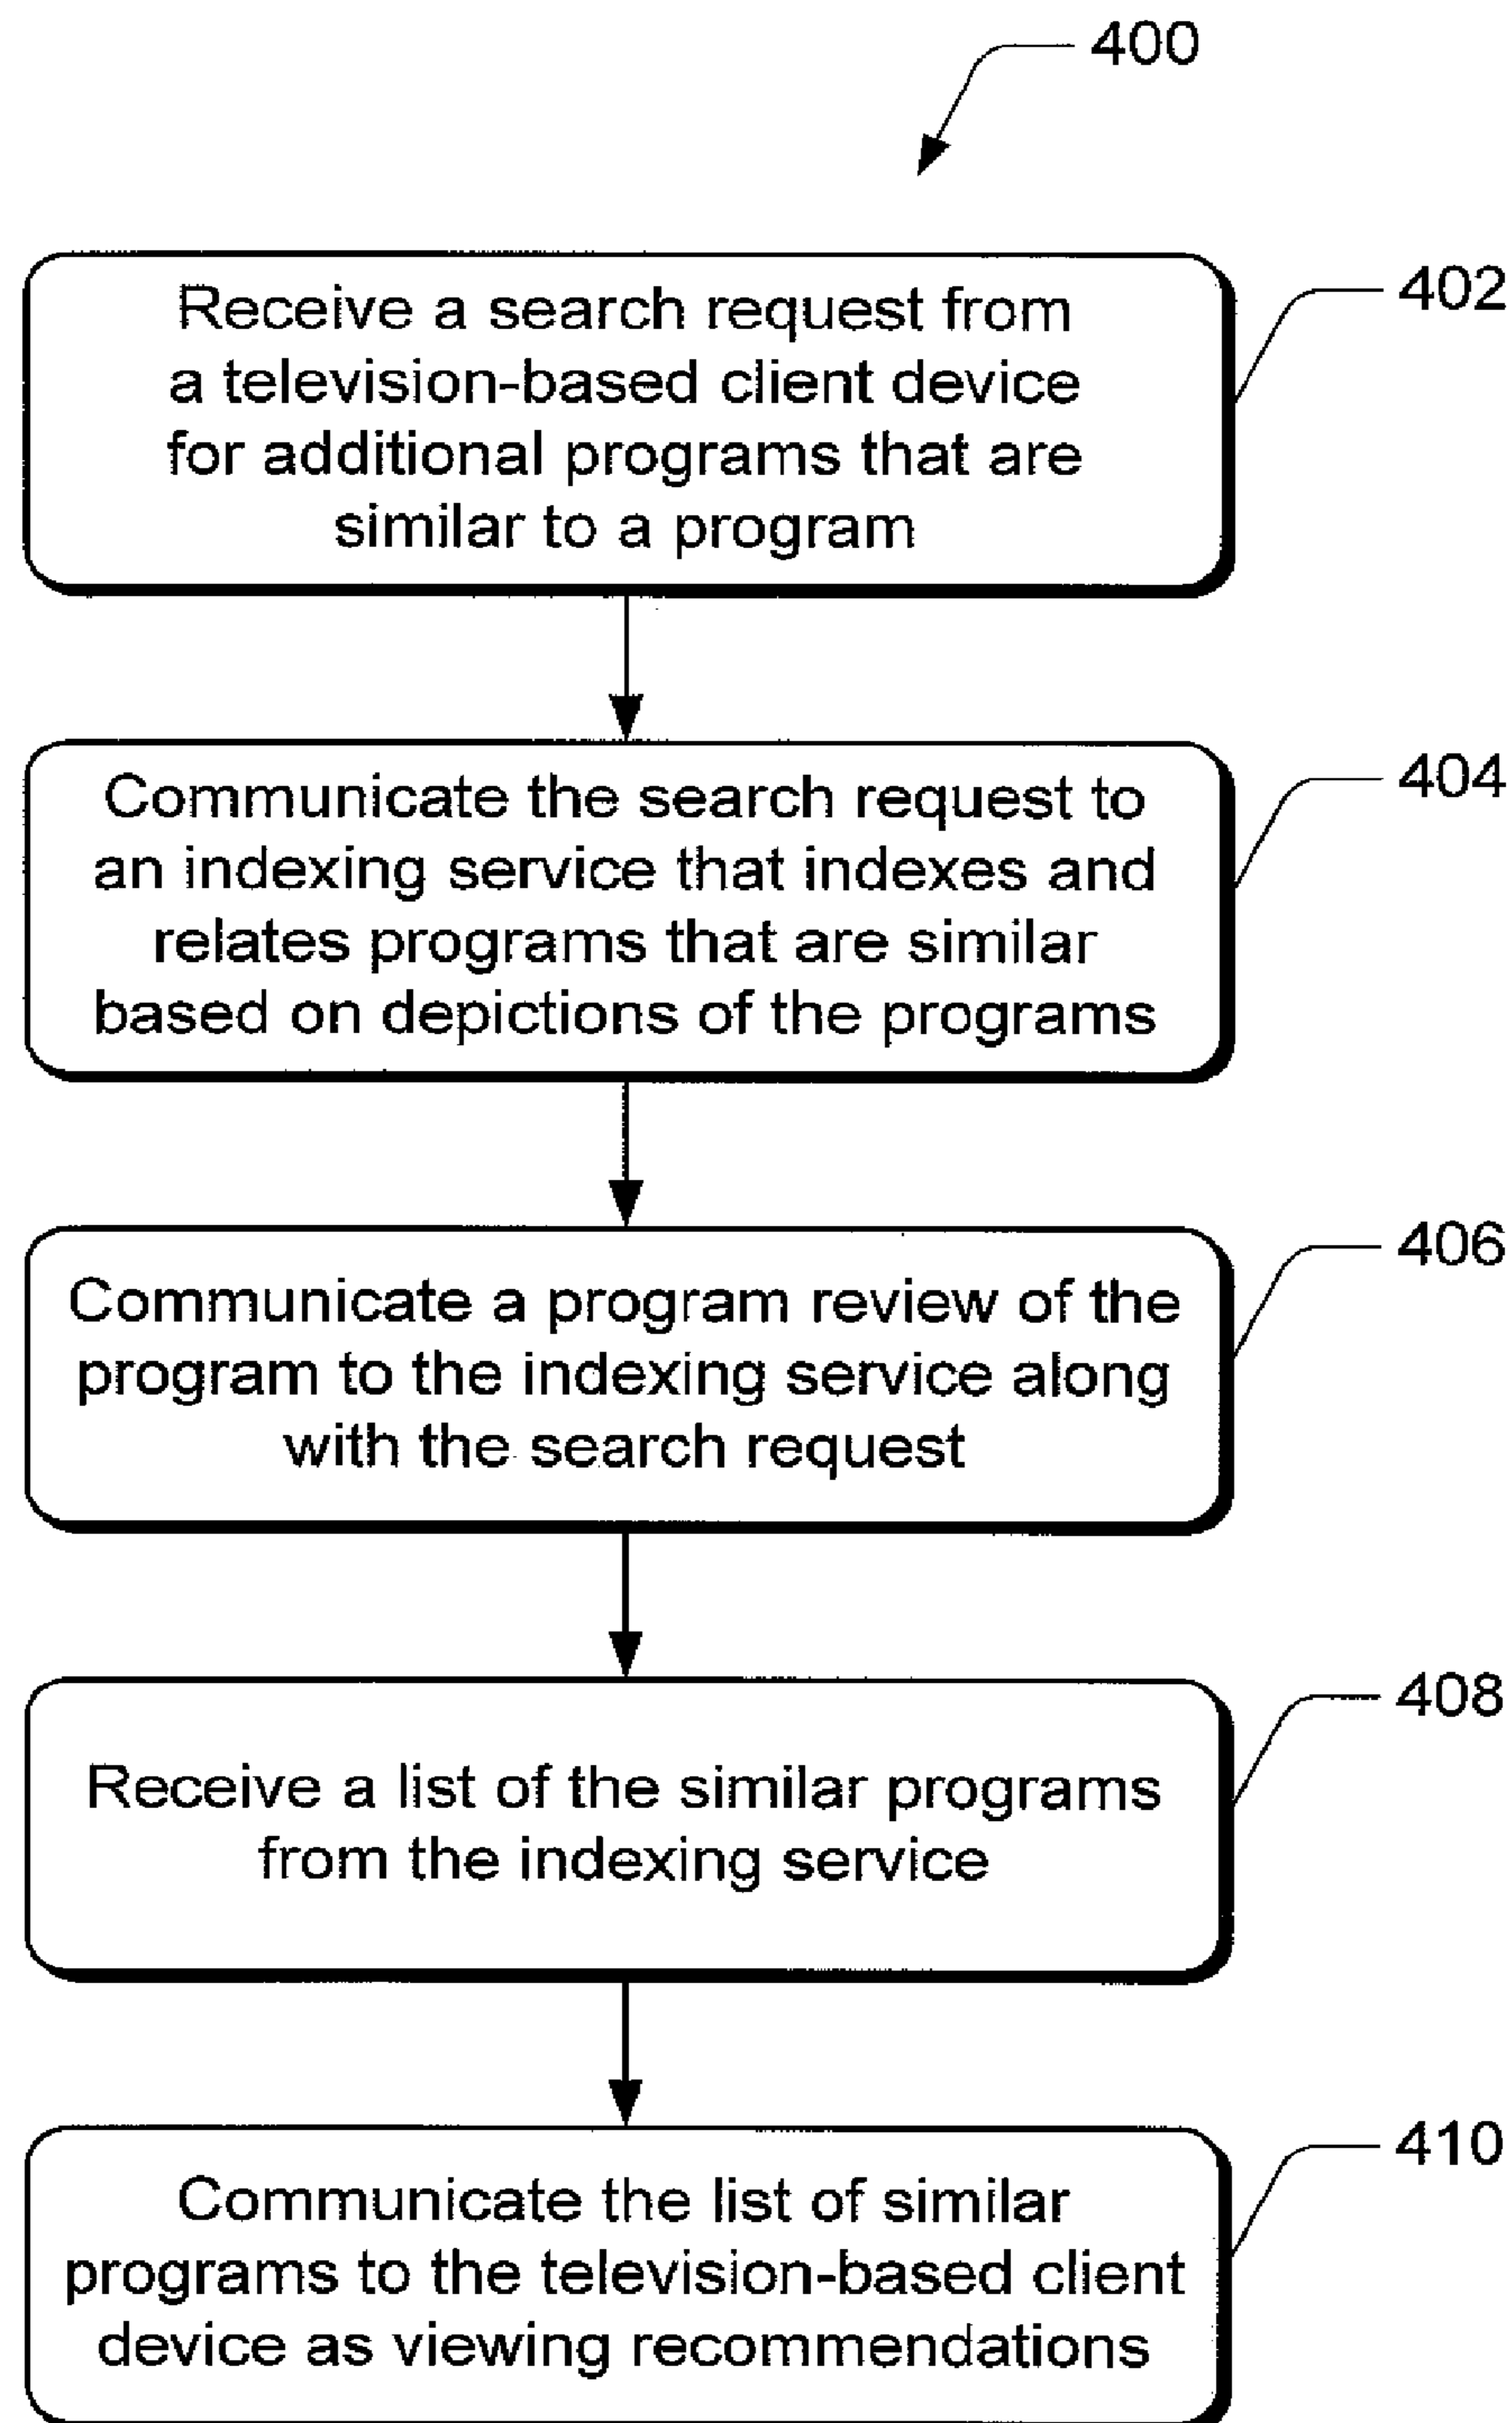 400
Receive a search request from
a television-based client device
for additional programs that are
similar to a program
402
Communicate the search request to
an indexing service that indexes and
relates programs that are similar
based on depictions of the programs
404
Communicate a program review of the
program to the indexing service along
with the search request
406
Receive a list of the similar programs
from the indexing service
408
Communicate the list of similar
programs to the television-based client
device as viewing recommendations
410